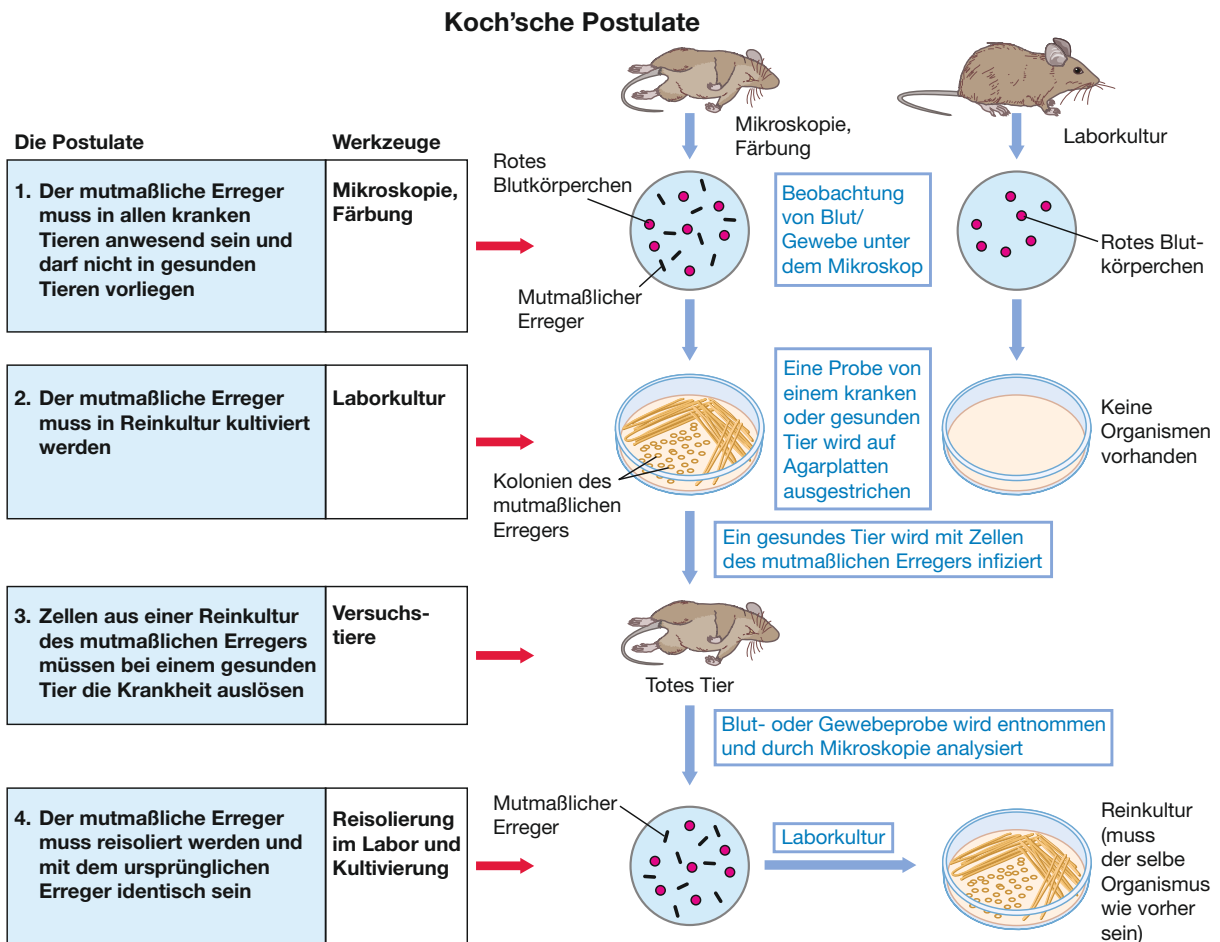 Koch'sche Postulate
Die Postulate
Werkzeuge
Mikroskopie,
Färbung
Laborkultur
1. Der mutmaßliche Erreger
muss in allen kranken
Tieren anwesend sein und
darf nicht in gesunden
Tieren vorliegen
Mikroskopie,
Färbung
Rotes
Blutkörperchen
Mutmaßlicher
Erreger
Beobachtung
von Blut/
Gewebe unter
dem Mikroskop
Rotes Blut-
körperchen
2. Der mutmaßliche Erreger
muss in Reinkultur kultiviert
werden
Laborkultur
Kolonien des
mutmaßlichen
Erregers
Eine Probe von
einem kranken
oder gesunden
Tier wird auf
Agarplatten
ausgestrichen
Keine
Organismen
vorhanden
Ein gesundes Tier wird mit Zellen
des mutmaßlichen Erregers infiziert
3. Zellen aus einer Reinkultur
des mutmaßlichen Erregers
müssen bei einem gesunden
Tier die Krankheit auslösen
Versuchs-
tiere
Totes Tier
Blut- oder Gewebeprobe wird entnommen
und durch Mikroskopie analysiert
4. Der mutmaßliche Erreger
muss reisoliert werden und
mit dem ursprünglichen
Erreger identisch sein
Reisolierung
im Labor und
Kultivierung
Mutmaßlicher
Erreger
Laborkultur
Reinkultur
(muss
der selbe
Organismus
wie vorher
sein)